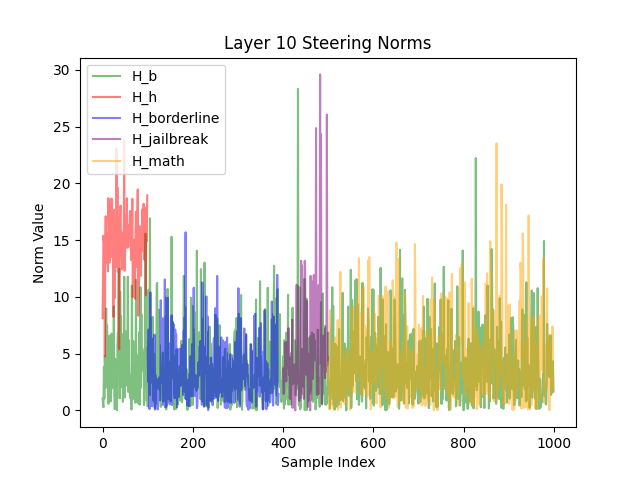 Layer 10 Steering Norms
H_b
H_h
H_borderline
H_jailbreak
H_math
Norm Value
30
25
20
15
10
5
0
0 200 400 600 800 1000
Sample Index